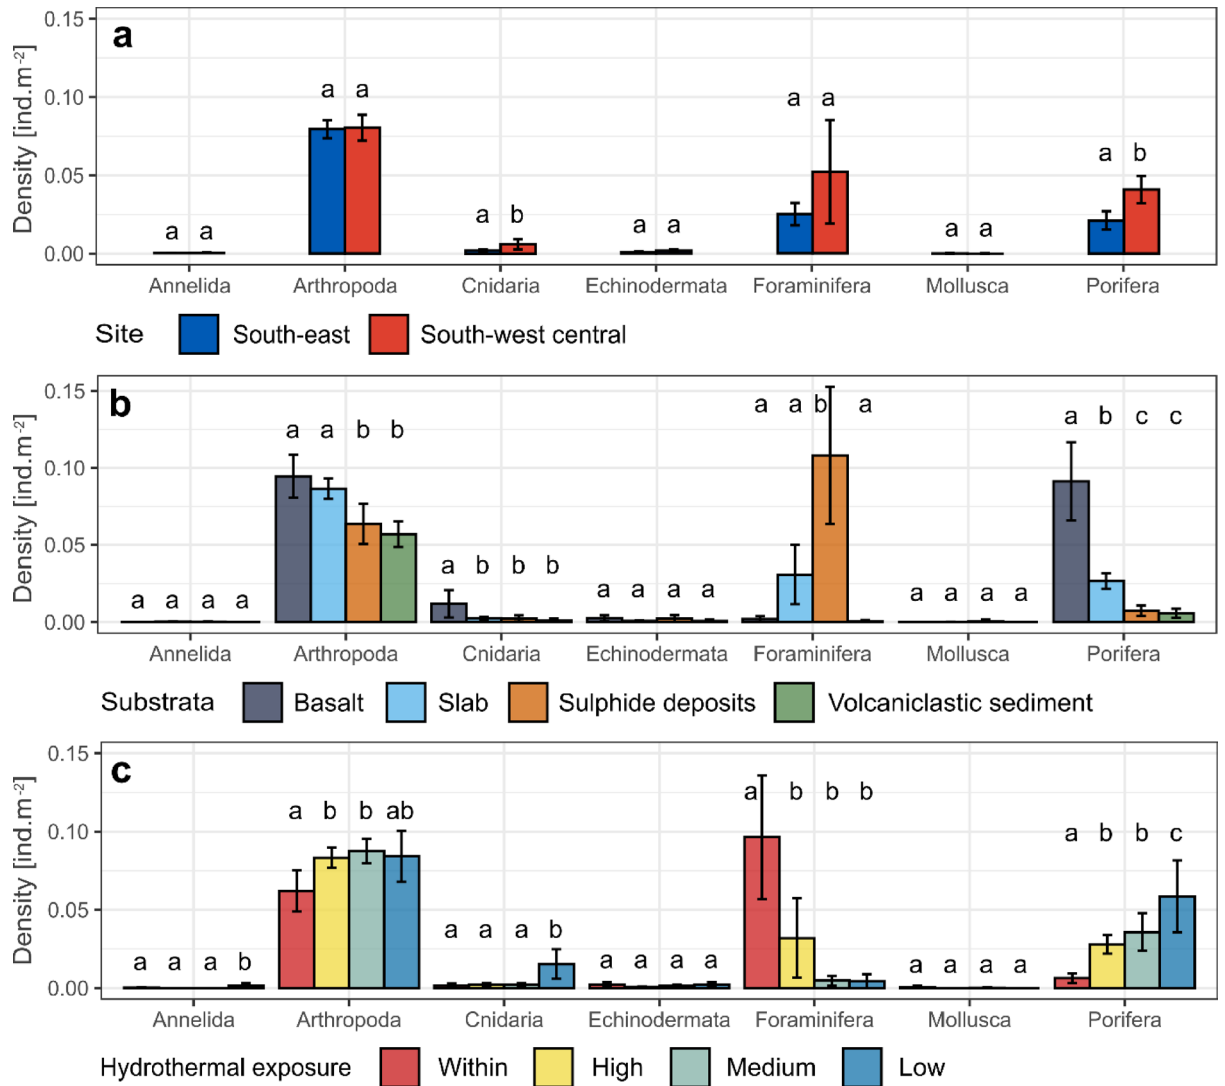 a
Density [ind.m⁻²]
0.15
0.10
0.05
0.00
a a a a a b a a a a a a a b
Annelida Arthropoda Cnidaria Echinodermata Foraminifera Mollusca Porifera
Site South-east South-west central
b
Density [ind.m⁻²]
0.15
0.10
0.05
0.00
a a a a a a b b a b b b a a a a a a b a a a a a a b c c
Annelida Arthropoda Cnidaria Echinodermata Foraminifera Mollusca Porifera
Substrata Basalt Slab Sulphide deposits Volcaniclastic sediment
c
Density [ind.m⁻²]
0.15
0.10
0.05
0.00
a a a b a b b ab a a a b a a a a a b b b a a a a a b b c
Annelida Arthropoda Cnidaria Echinodermata Foraminifera Mollusca Porifera
Hydrothermal exposure Within High Medium Low